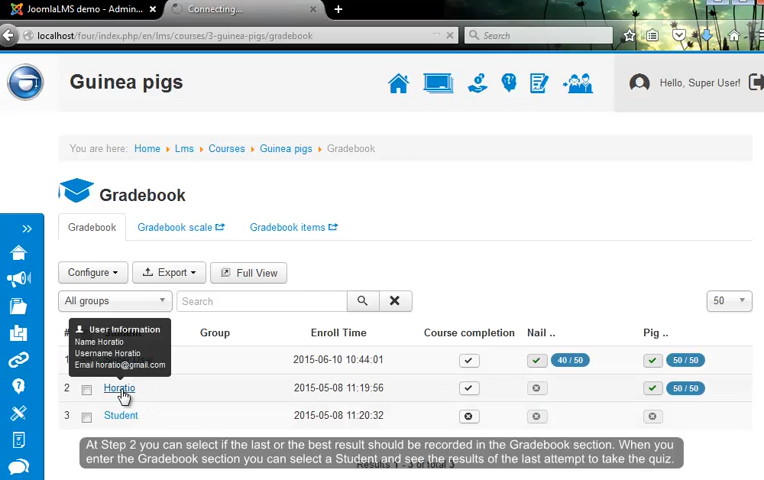 JoomlaLMS demo - Admin...
Connecting...
localhost/four/index.php/en/lms/courses/3-guinea-pigs/gradebook
Search
Guinea pigs
Hello, Super User!
You are here: Home Lms Courses Guinea pigs Gradebook
Gradebook
Gradebook Gradebook scale Gradebook items
Configure Export Full View
All groups Search 50
# Group Enroll Time Course completion Nail .. Pig ..
User Information
Name Horatio
Username Horatio
Email horatio@gmail.com
1 2015-06-10 10:44:01 40 / 50 50 / 50
2 Horatio 2015-05-08 11:19:56 50 / 50
3 Student 2015-05-08 11:20:32
At Step 2 you can select if the last or the best result should be recorded in the Gradebook section. When you
enter the Gradebook section you can select a Student and see the results of the last attempt to take the quiz.
Results 1 - 3 of total 3